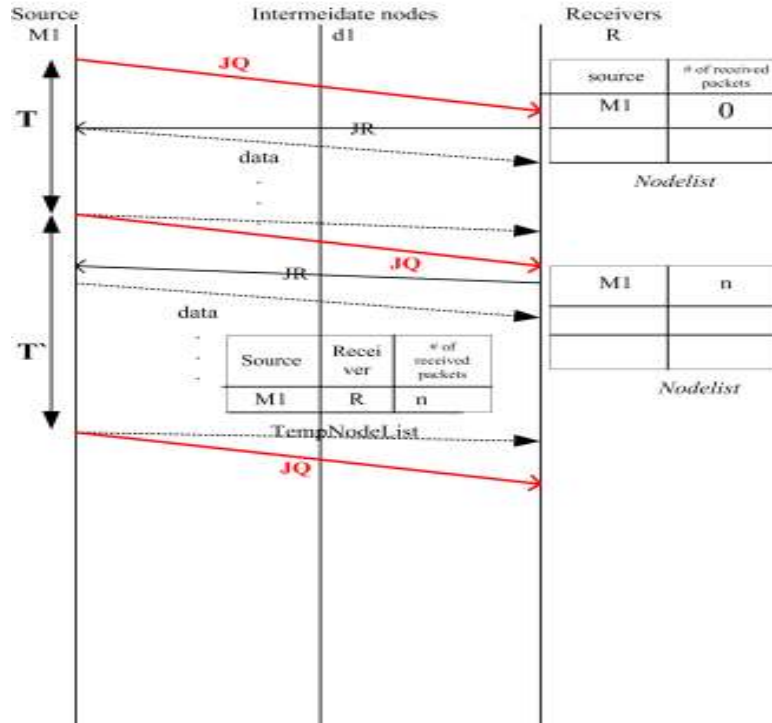 Source Intermeidate nodes Receivers
M1 d1 R
JQ
source # of received packets
M1 0
T
JR
data
Nodelist
JQ
JR
M1 n
data
T`
Source Recei ver # of received packets
M1 R n
Nodelist
TempNodeList
JQ